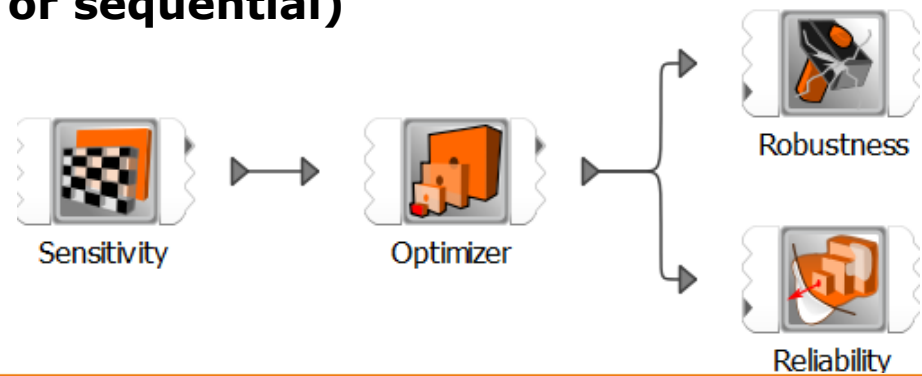 or sequential)
Robustness
Sensitivity
Optimizer
Reliability